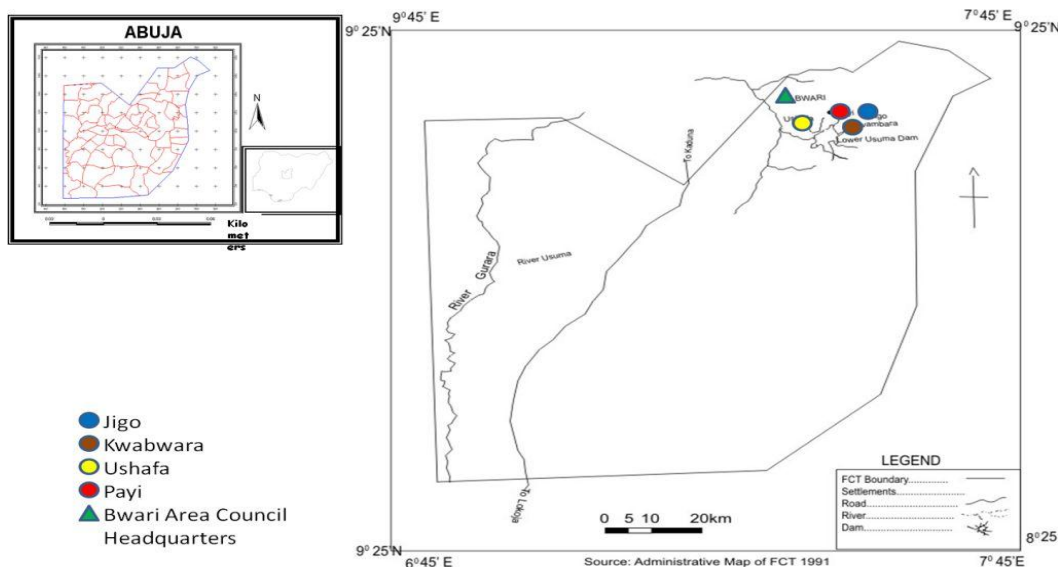 ABUJA
N
Kilo
met
ers
9° 45' E
7° 45' E
9° 25'N
9° 25'N
BWARI
Lower Usuma Dam
To Kaduna
River Gurara
River Usuma
To Lokoja
Jigo
Kwabwara
Ushafa
Payi
Bwari Area Council
Headquarters
LEGEND
FCT Boundary
Settlements
Road
River
Dam
0 5 10 20km
Source: Administrative Map of FCT 1991
9° 25'N
6° 45' E
7° 45' E
8° 25